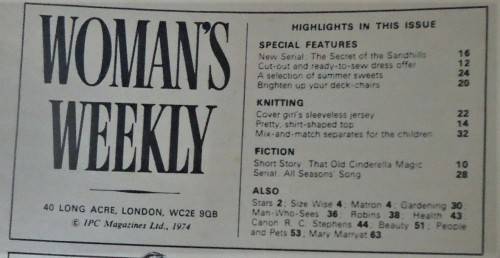 WOMAN'S
WEEKLY
40 LONG ACRE, LONDON, WC2E 9QB
© IPC Magazines Ltd., 1974
HIGHLIGHTS IN THIS ISSUE
SPECIAL FEATURES
New Serial: The Secret of the Sandhills 16
Cut-out and ready-to-sew dress offer 12
A selection of summer sweets 24
Brighten up your deck-chairs 20
KNITTING
Cover girl's sleeveless jersey 22
Pretty, shirt-shaped top 14
Mix-and-match separates for the children 32
FICTION
Short Story: That Old Cinderella Magic 10
Serial: All Seasons' Song 28
ALSO
Stars 2; Size Wise 4; Matron 4; Gardening 30;
Man-Who-Sees 36; Robins 38; Health 43;
Canon R. C. Stephens 44; Beauty 51; People
and Pets 53; Mary Marryat 63.